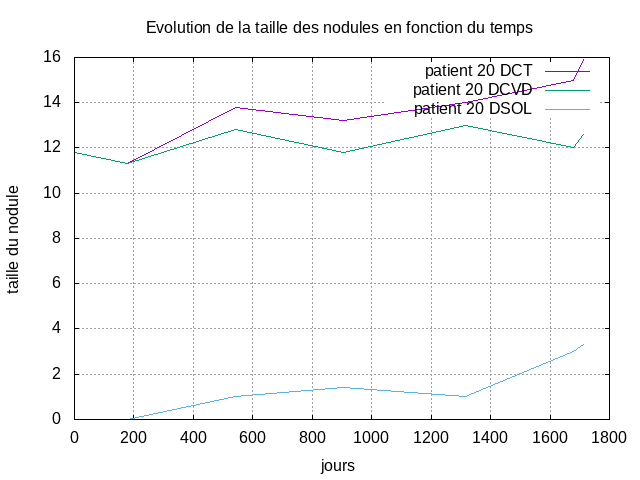 Evolution de la taille des nodules en fonction du temps
16
14
12
10
8
6
4
2
0
taille du nodule
patient 20 DCT
patient 20 DCVD
patient 20 DSOL
0 200 400 600 800 1000 1200 1400 1600 1800
jours